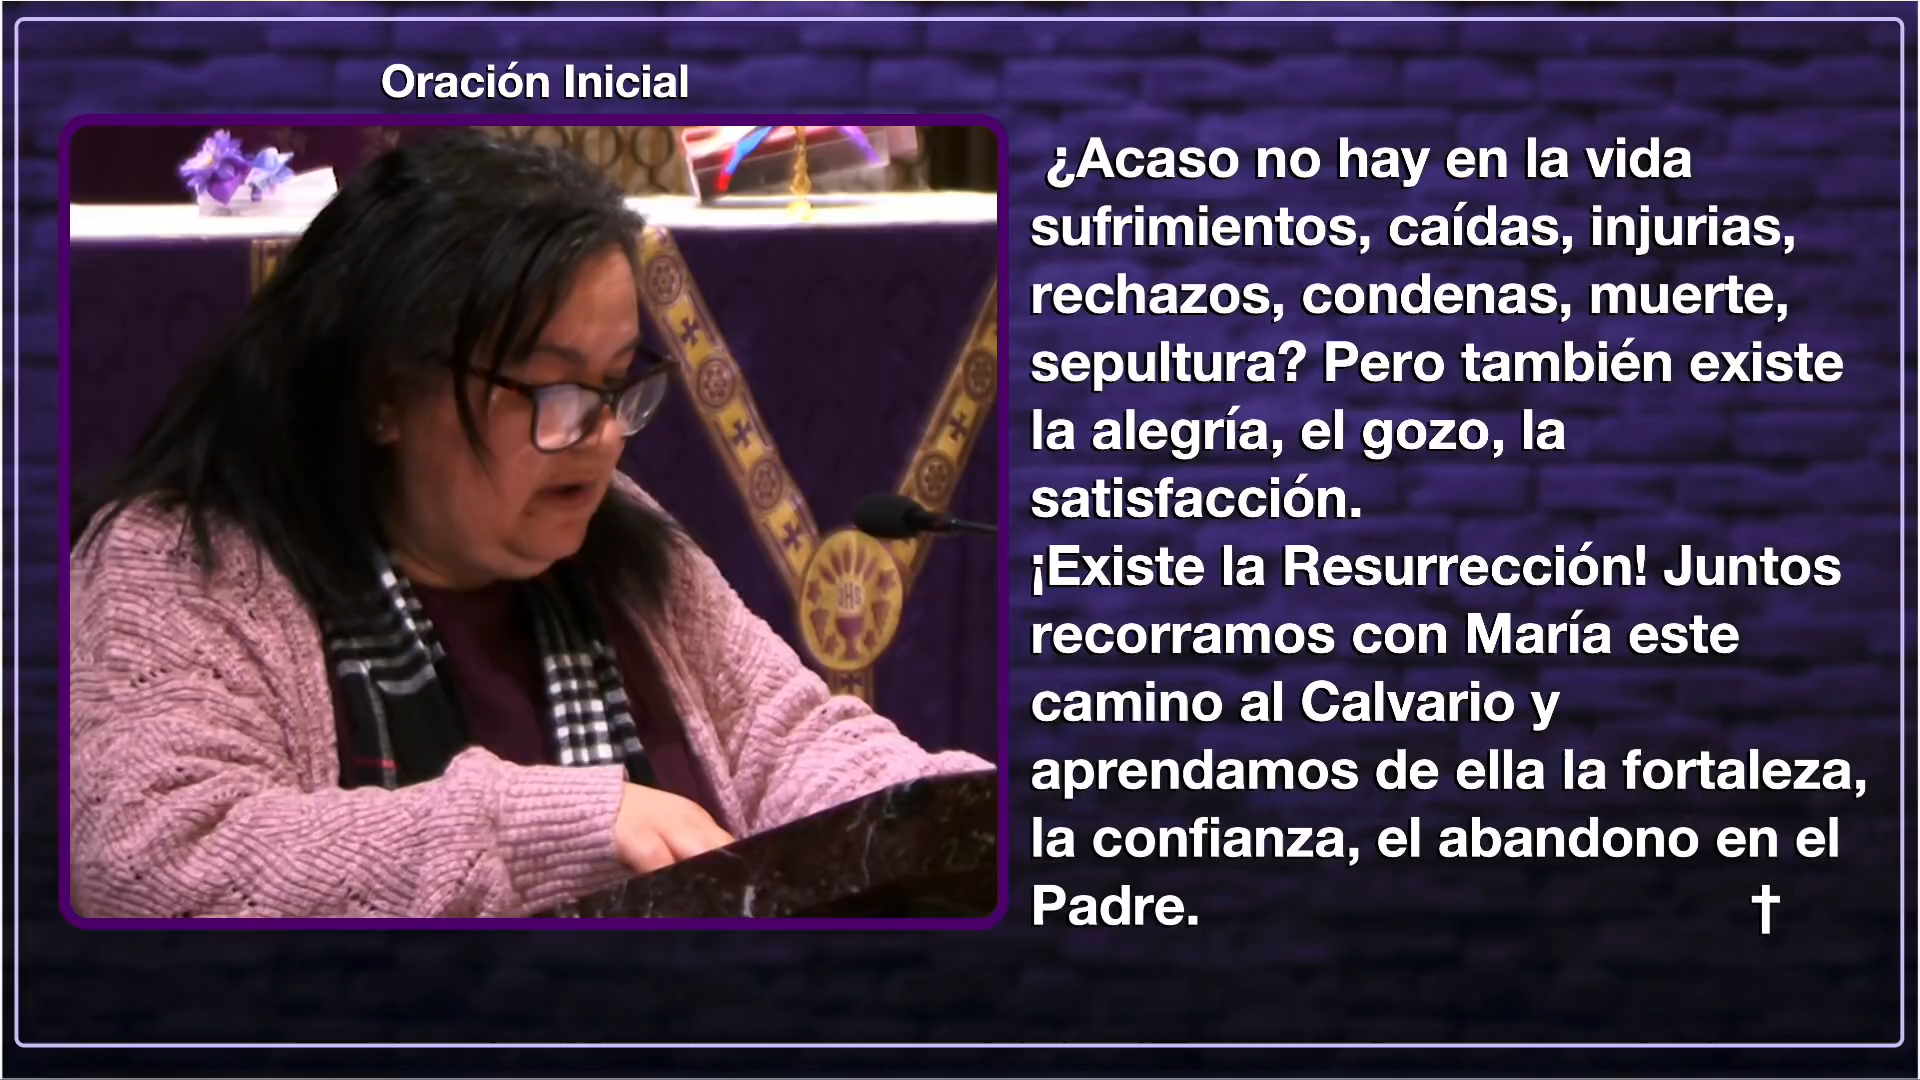 Oración Inicial
¿Acaso no hay en la vida
sufrimientos, caídas, injurias,
rechazos, condenas, muerte,
sepultura? Pero también existe
la alegría, el gozo, la
satisfacción.
¡Existe la Resurrección! Juntos
recorramos con María este
camino al Calvario y
aprendamos de ella la fortaleza,
la confianza, el abandono en el
Padre. †
JHS